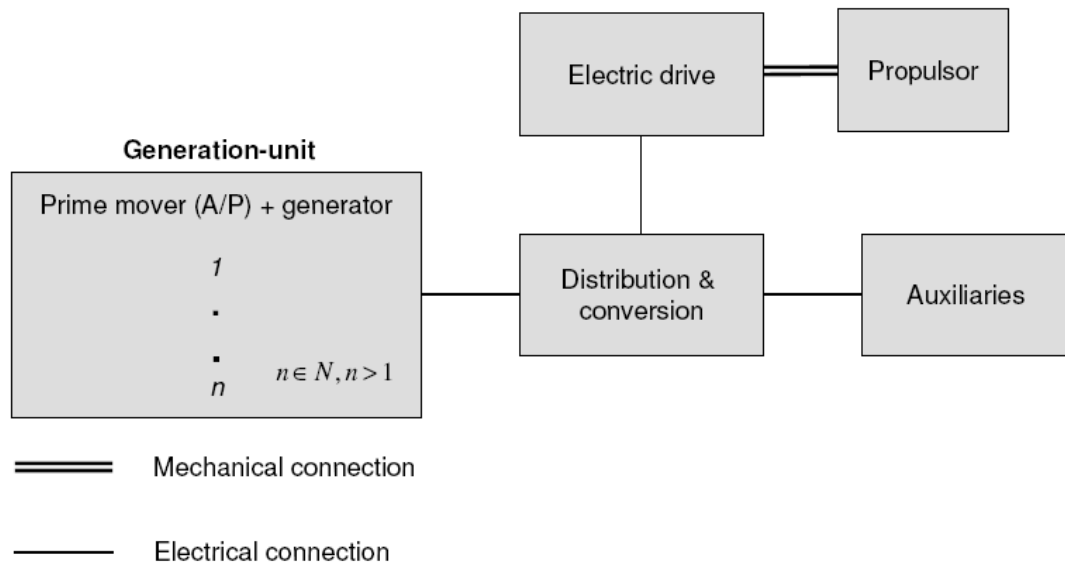 Electric drive
Propulsor
Generation-unit
Prime mover (A/P) + generator
1
.
.
n
n ∈ N, n > 1
Distribution &
conversion
Auxiliaries
Mechanical connection
Electrical connection